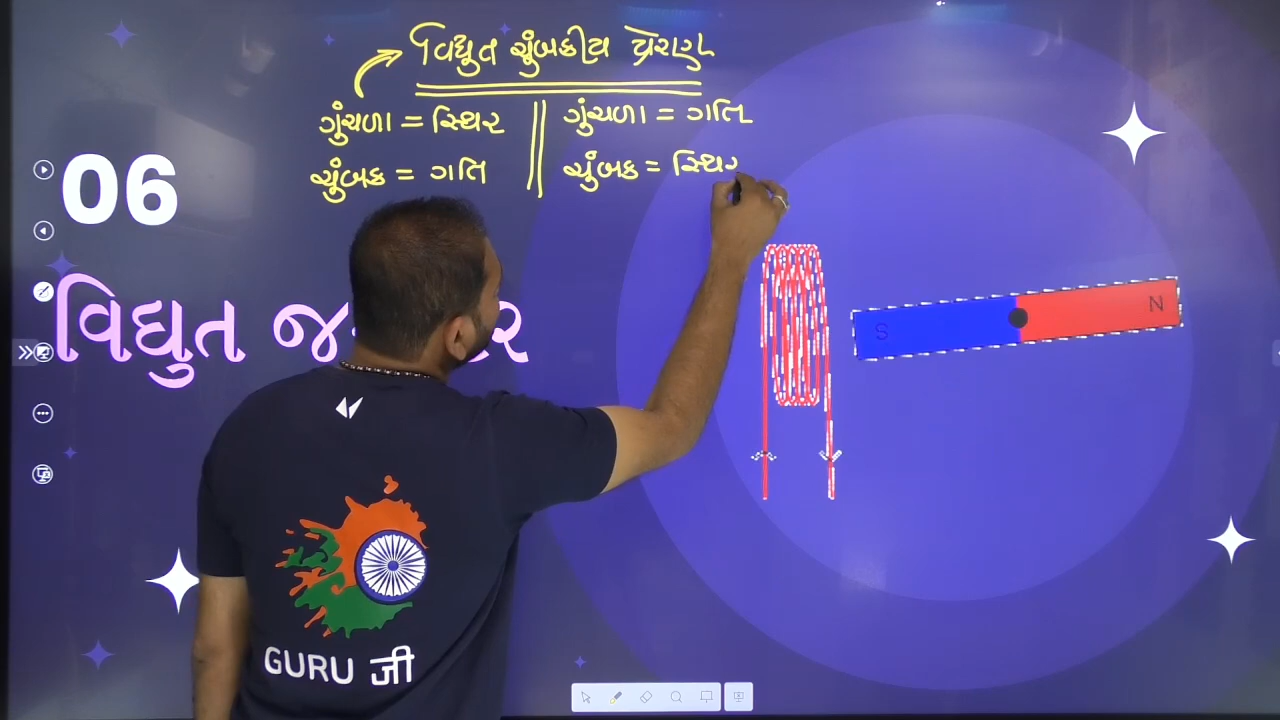 વિદ્યુત ચુંબકીય પ્રેરણ
ગુંચળા = સ્થિર
ચુંબક = ગતિ
ગુંચળા = ગતિ
ચુંબક = સ્થિર
06
વિદ્યુત
S
N
GURU जी